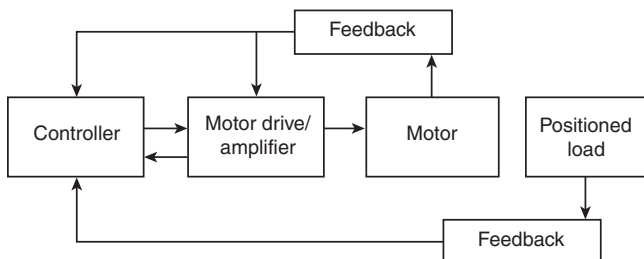 Feedback
Controller
Motor drive/
amplifier
Motor
Positioned
load
Feedback